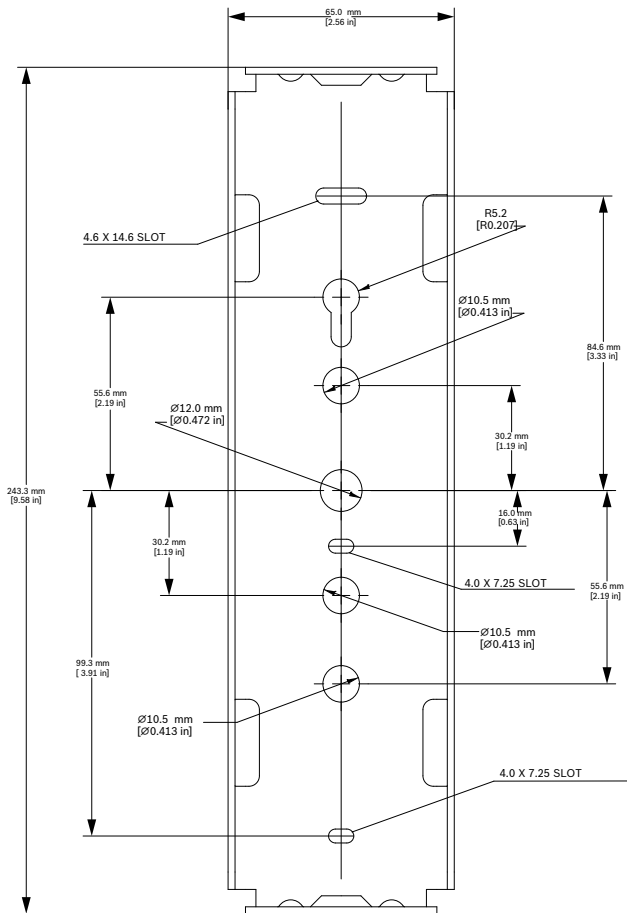 65.0 mm
[2.56 in]
4.6 X 14.6 SLOT
R5.2
[R0.207]
Ø10.5 mm
[Ø0.413 in]
84.6 mm
[3.33 in]
55.6 mm
[2.19 in]
Ø12.0 mm
[Ø0.472 in]
30.2 mm
[1.19 in]
243.3 mm
[9.58 in]
16.0 mm
[0.63 in]
30.2 mm
[1.19 in]
4.0 X 7.25 SLOT
55.6 mm
[2.19 in]
Ø10.5 mm
[Ø0.413 in]
99.3 mm
[ 3.91 in]
Ø10.5 mm
[Ø0.413 in]
4.0 X 7.25 SLOT